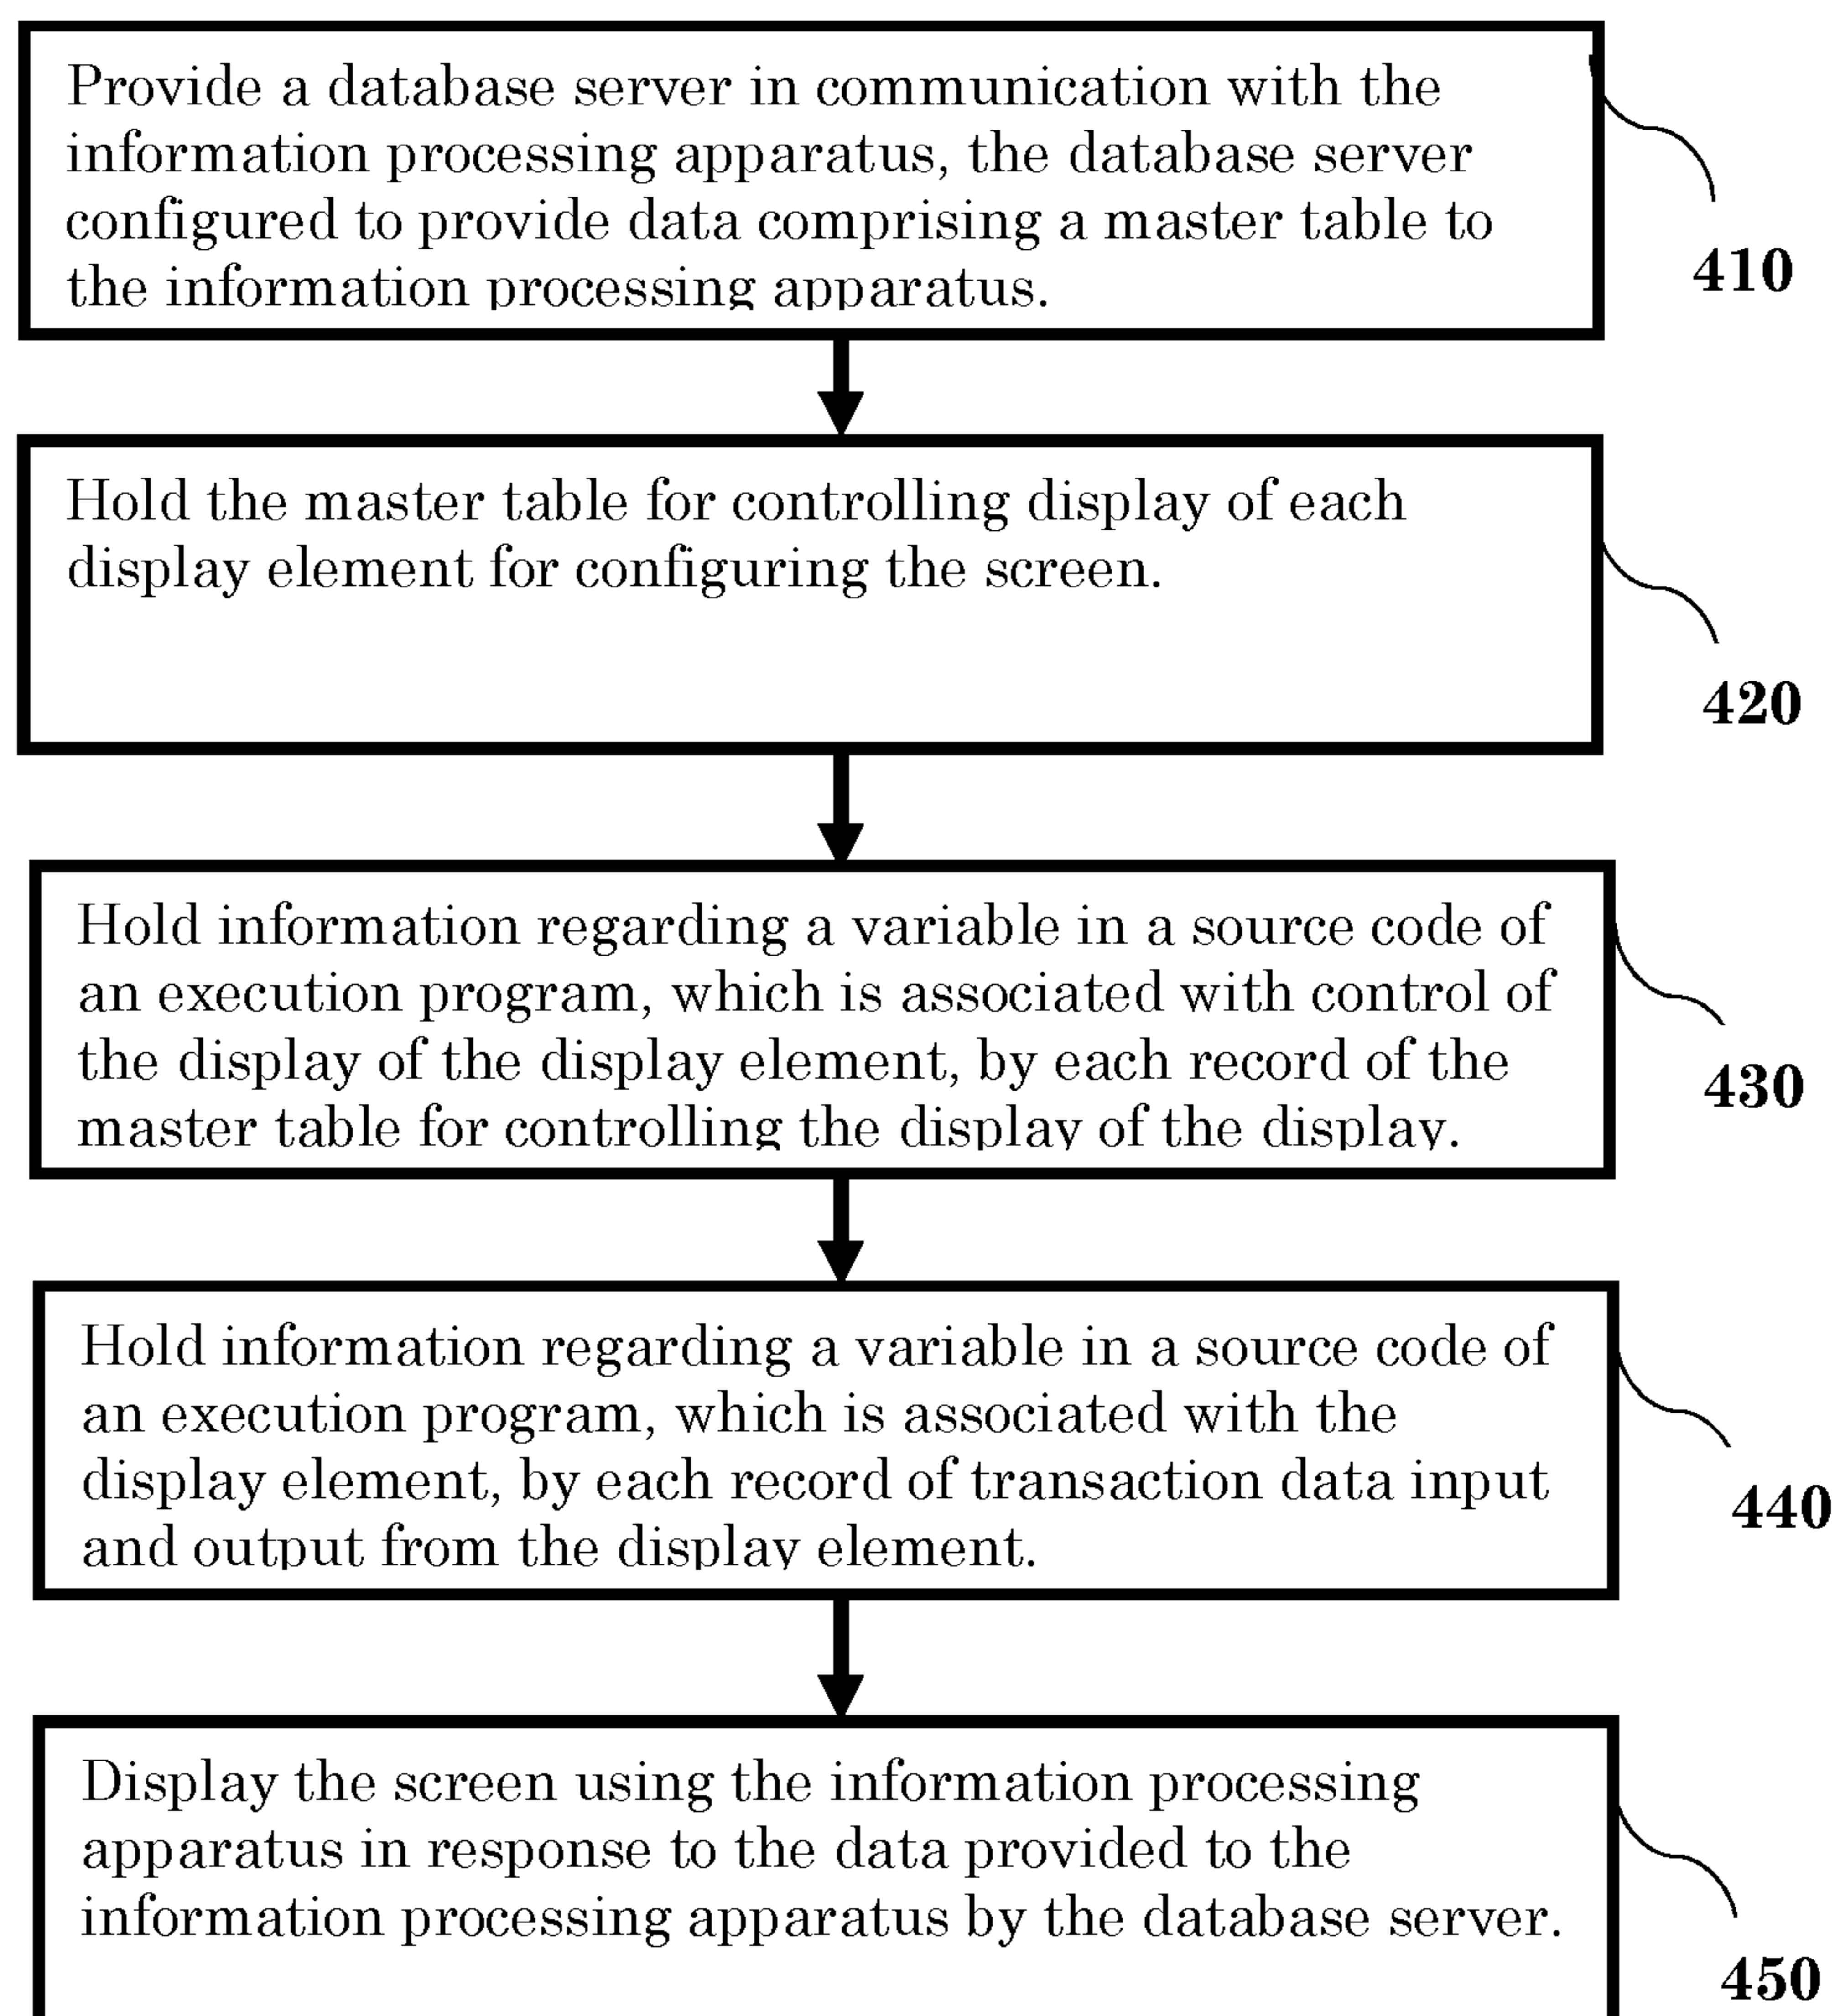 Provide a database server in communication with the
information processing apparatus, the database server
configured to provide data comprising a master table to
the information processing apparatus.
410
Hold the master table for controlling display of each
display element for configuring the screen.
420
Hold information regarding a variable in a source code of
an execution program, which is associated with control of
the display of the display element, by each record of the
master table for controlling the display of the display.
430
Hold information regarding a variable in a source code of
an execution program, which is associated with the
display element, by each record of transaction data input
and output from the display element.
440
Display the screen using the information processing
apparatus in response to the data provided to the
information processing apparatus by the database server.
450